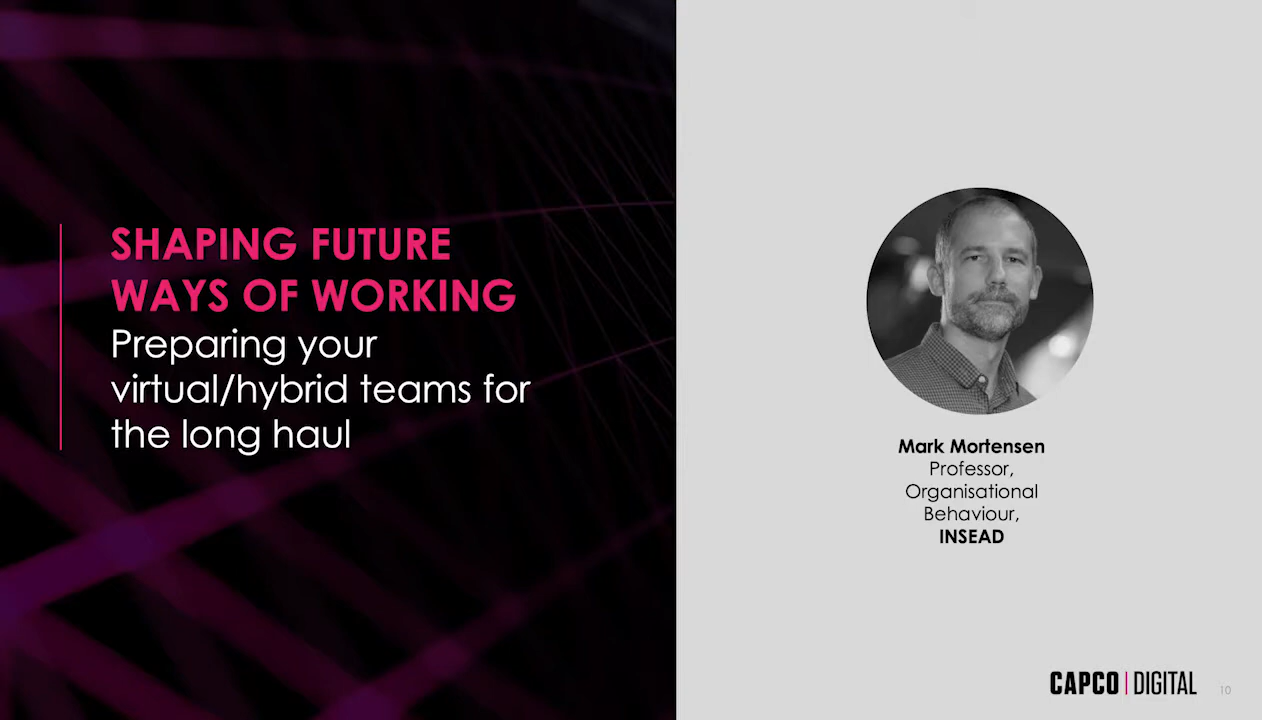 SHAPING FUTURE
WAYS OF WORKING
Preparing your
virtual/hybrid teams for
the long haul
Mark Mortensen
Professor,
Organisational
Behaviour,
INSEAD
CAPCO | DIGITAL
10